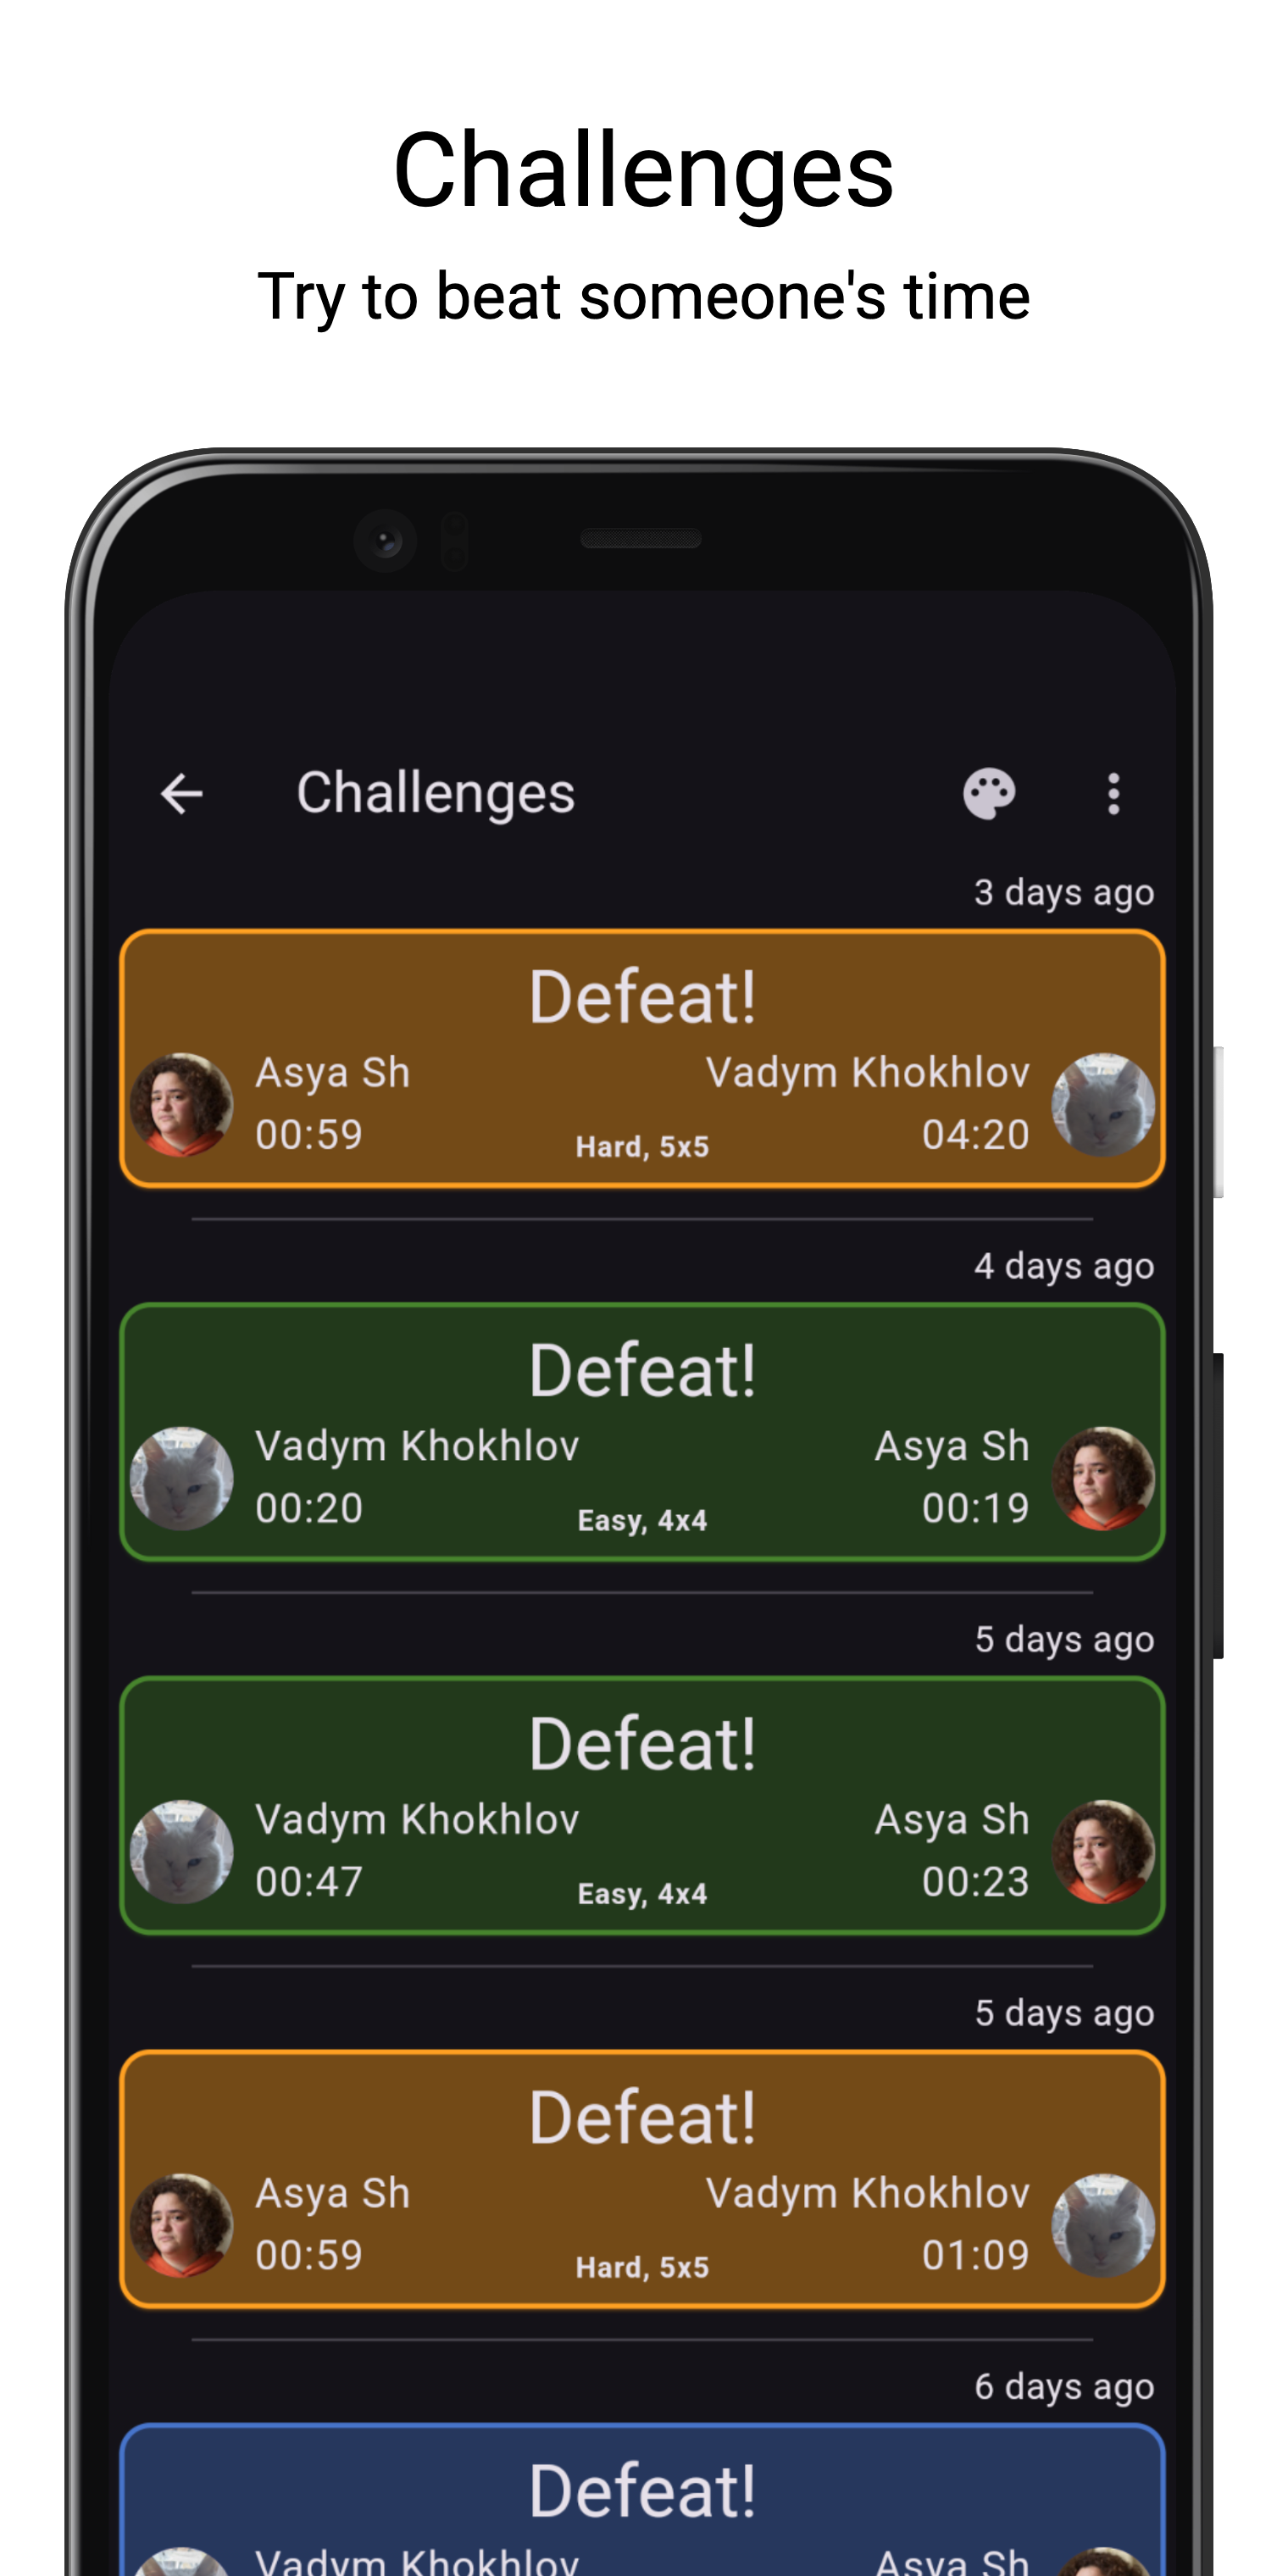 Challenges
Try to beat someone's time
Challenges
3 days ago
Defeat!
Asya Sh
Vadym Khokhlov
00:59
Hard, 5x5
04:20
4 days ago
Defeat!
Vadym Khokhlov
Asya Sh
00:20
Easy, 4x4
00:19
5 days ago
Defeat!
Vadym Khokhlov
Asya Sh
00:47
Easy, 4x4
00:23
5 days ago
Defeat!
Asya Sh
Vadym Khokhlov
00:59
Hard, 5x5
01:09
6 days ago
Defeat!
Vadym Khokhlov
Asya Sh